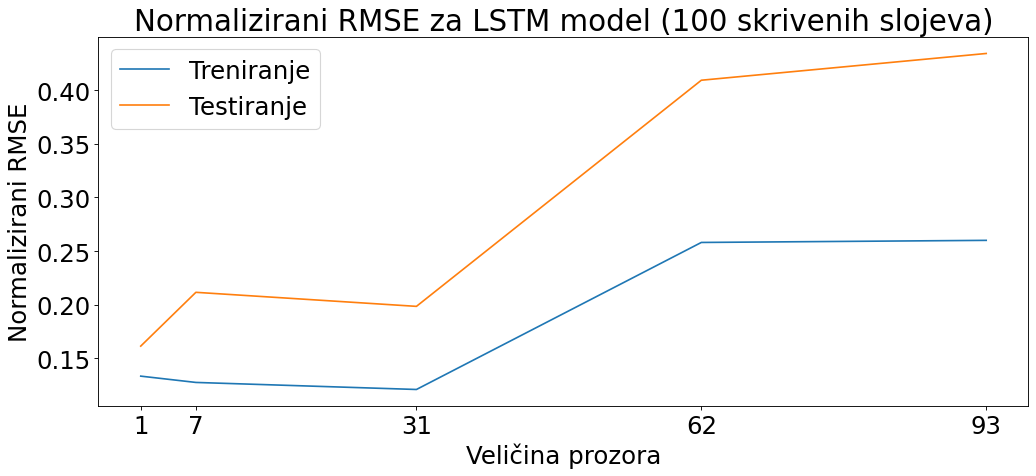 Normalizirani RMSE za LSTM model (100 skrivenih slojeva)
Treniranje
Testiranje
Normalizirani RMSE
0.40
0.35
0.30
0.25
0.20
0.15
1 7 31 62 93
Veličina prozora